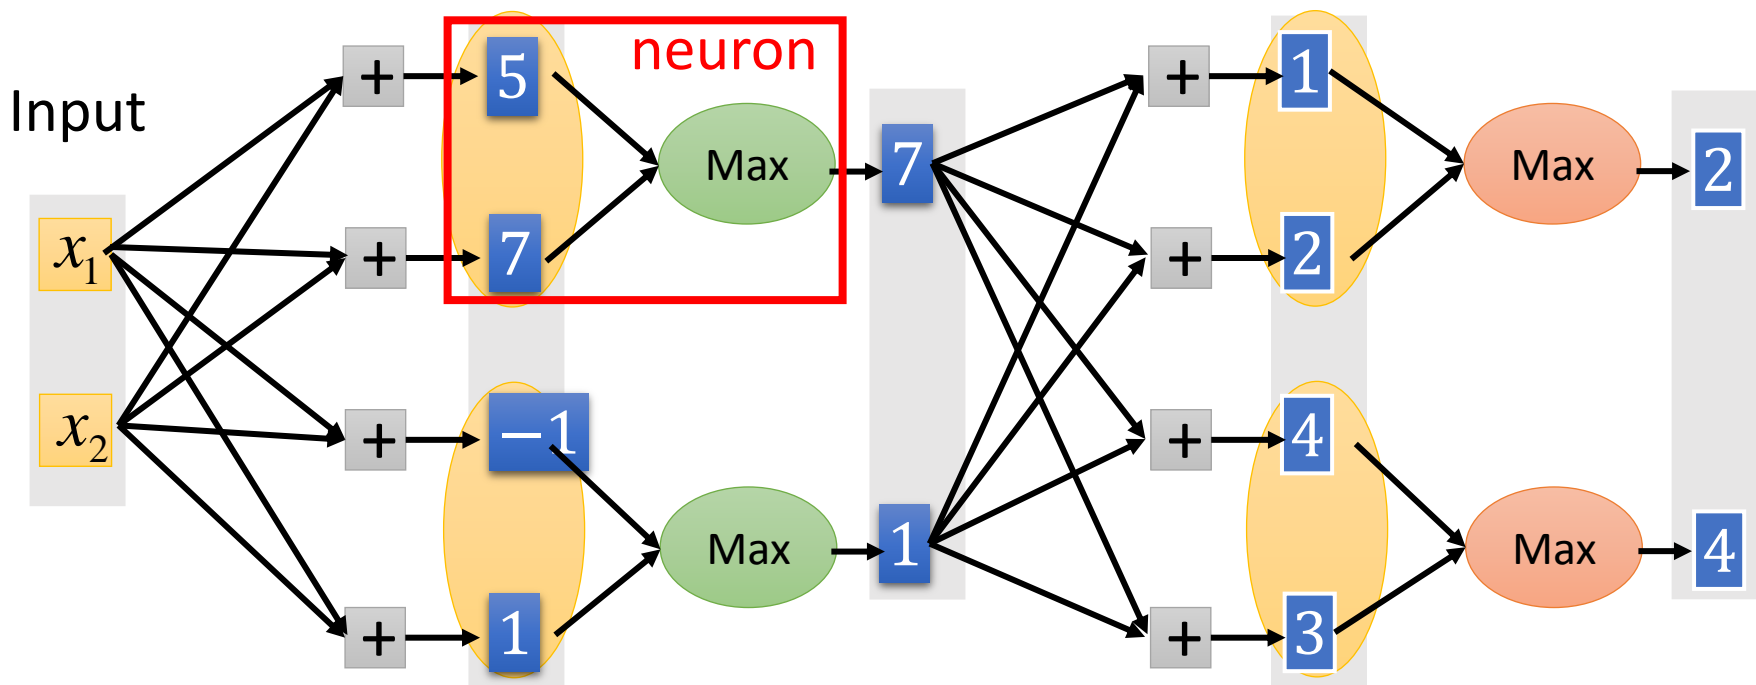 Input
x₁
x₂
+
+
+
+
neuron
5
7
−1
1
Max
Max
7
1
+
+
+
+
1
2
4
3
Max
Max
2
4